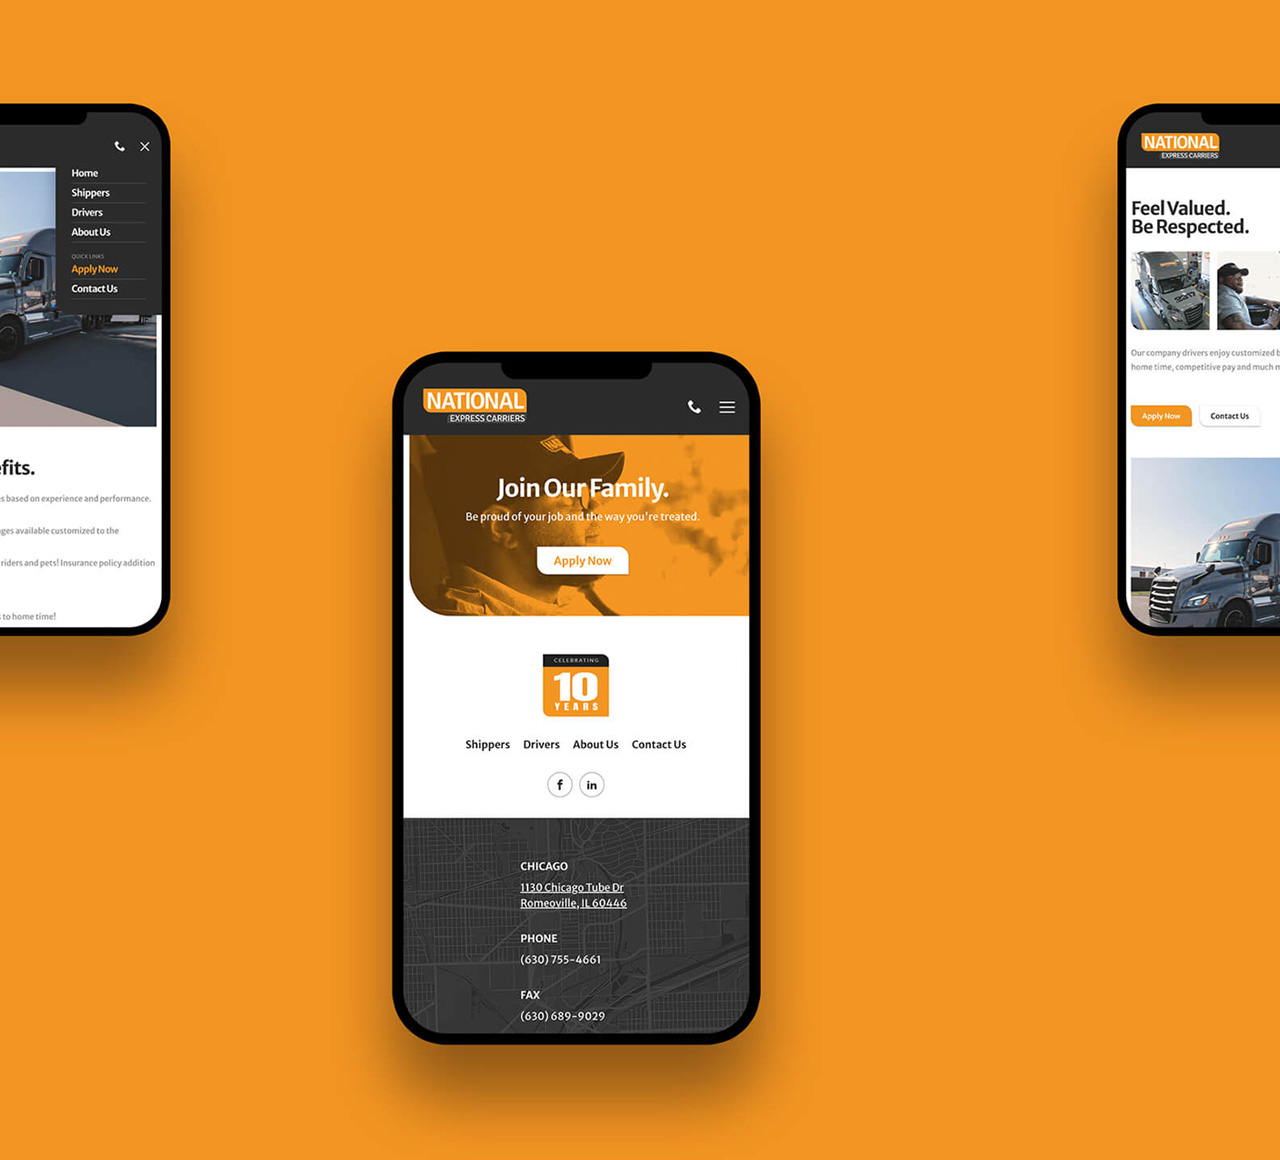 Home
Shippers
Drivers
About Us
QUICK LINKS
Apply Now
Contact Us
efits.
s based on experience and performance.
ges available customized to the
riders and pets! Insurance policy addition
to home time!
NATIONAL
EXPRESS CARRIERS
Join Our Family.
Be proud of your job and the way you're treated.
Apply Now
CELEBRATING
10
YEARS
Shippers Drivers About Us Contact Us
f in
CHICAGO
1130 Chicago Tube Dr
Romeoville, IL 60446
PHONE
(630) 755-4661
FAX
(630) 689-9029
NATIONAL
EXPRESS CARRIERS
Feel Valued.
Be Respected.
Our company drivers enjoy customized b
home time, competitive pay and much m
Apply Now Contact Us